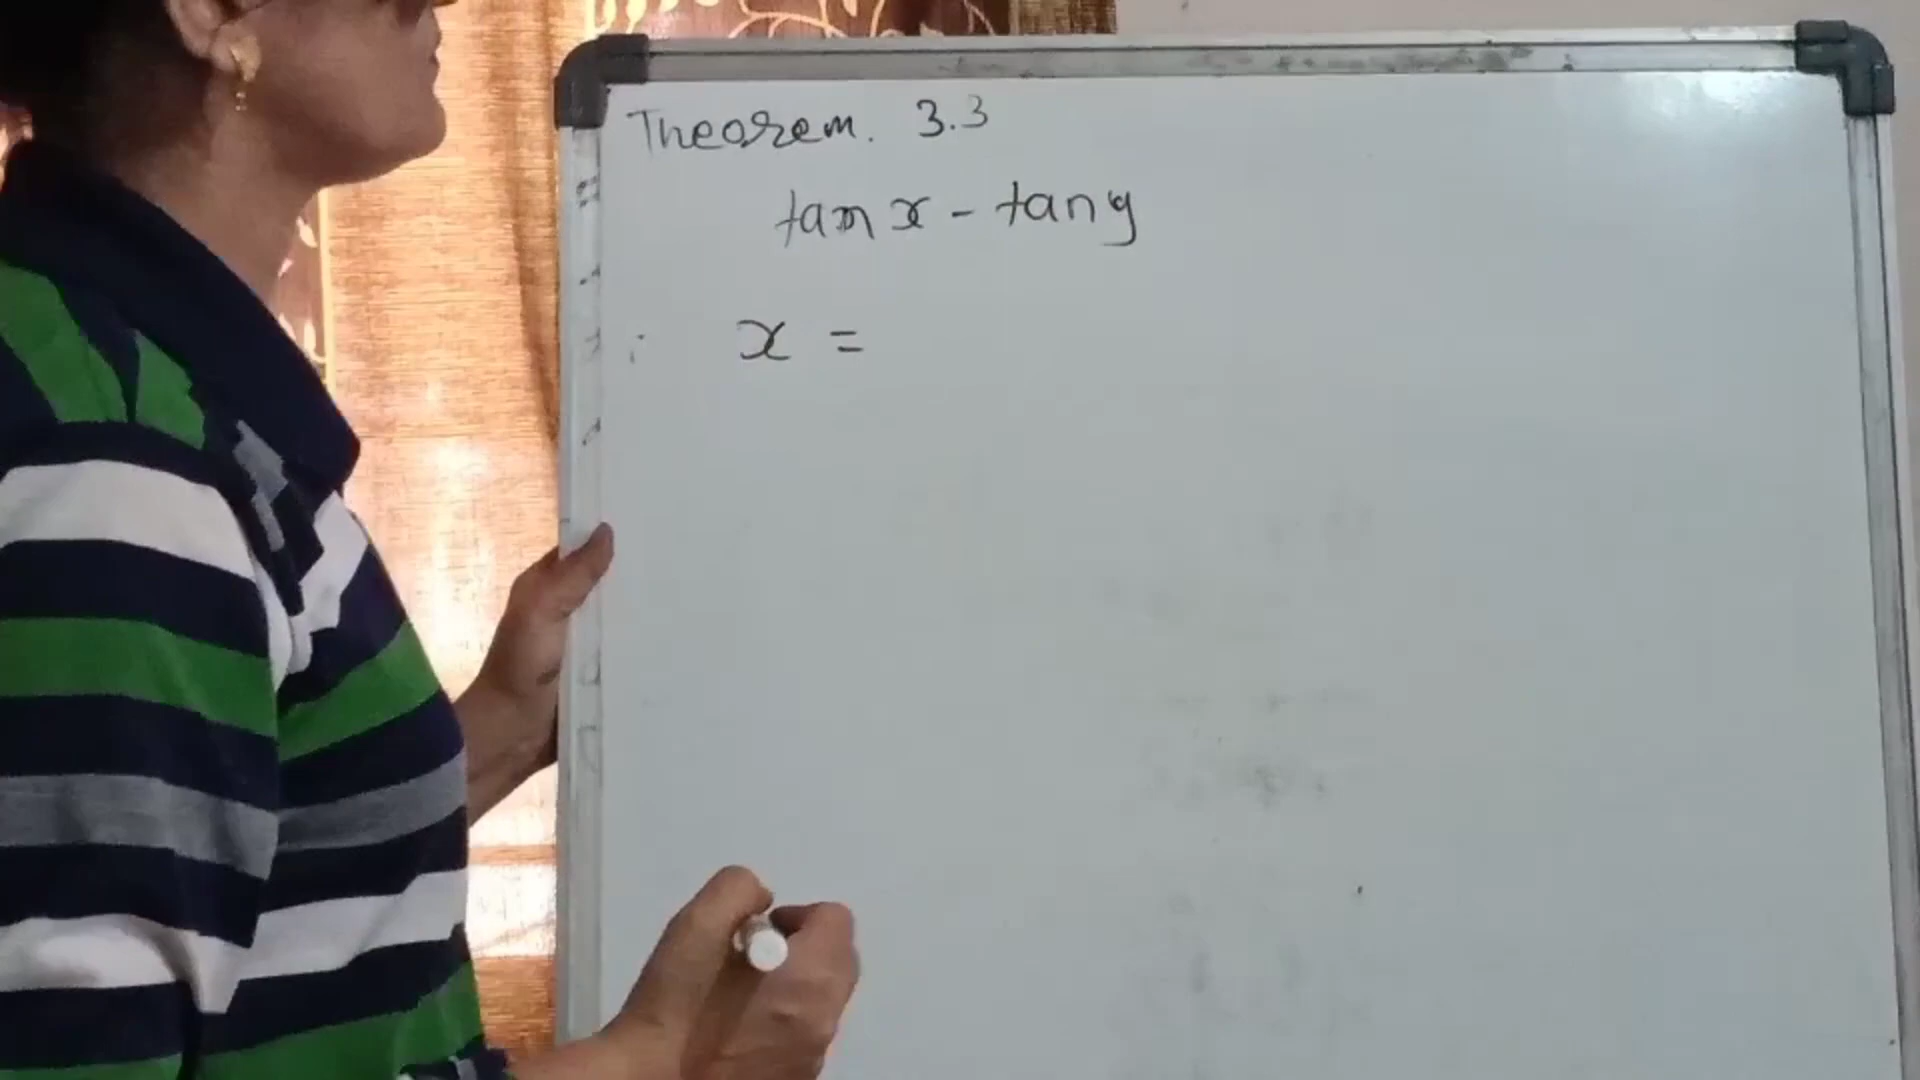 Theorem. 3.3
tan x - tan y
x =